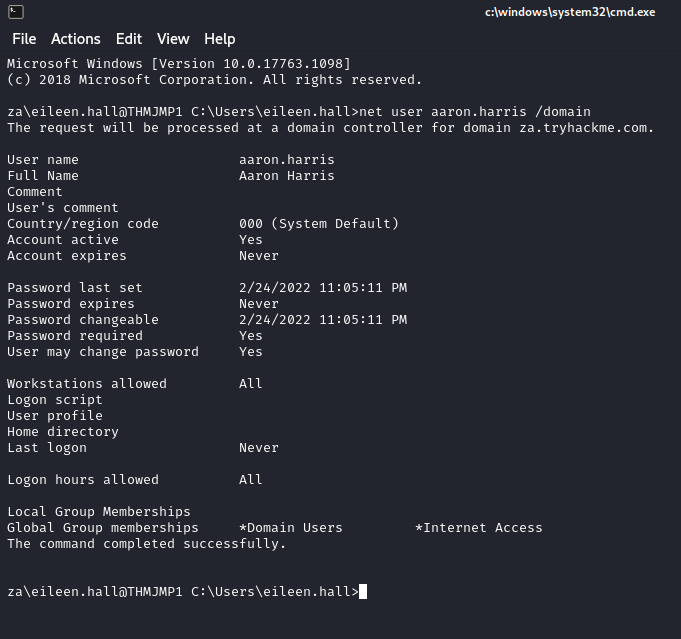 c:\windows\system32\cmd.exe
File Actions Edit View Help
Microsoft Windows [Version 10.0.17763.1098]
(c) 2018 Microsoft Corporation. All rights reserved.
za\eileen.hall@THMJMP1 C:\Users\eileen.hall>net user aaron.harris /domain
The request will be processed at a domain controller for domain za.tryhackme.com.
User name aaron.harris
Full Name Aaron Harris
Comment
User's comment
Country/region code 000 (System Default)
Account active Yes
Account expires Never
Password last set 2/24/2022 11:05:11 PM
Password expires Never
Password changeable 2/24/2022 11:05:11 PM
Password required Yes
User may change password Yes
Workstations allowed All
Logon script
User profile
Home directory
Last logon Never
Logon hours allowed All
Local Group Memberships
Global Group memberships *Domain Users *Internet Access
The command completed successfully.
za\eileen.hall@THMJMP1 C:\Users\eileen.hall>